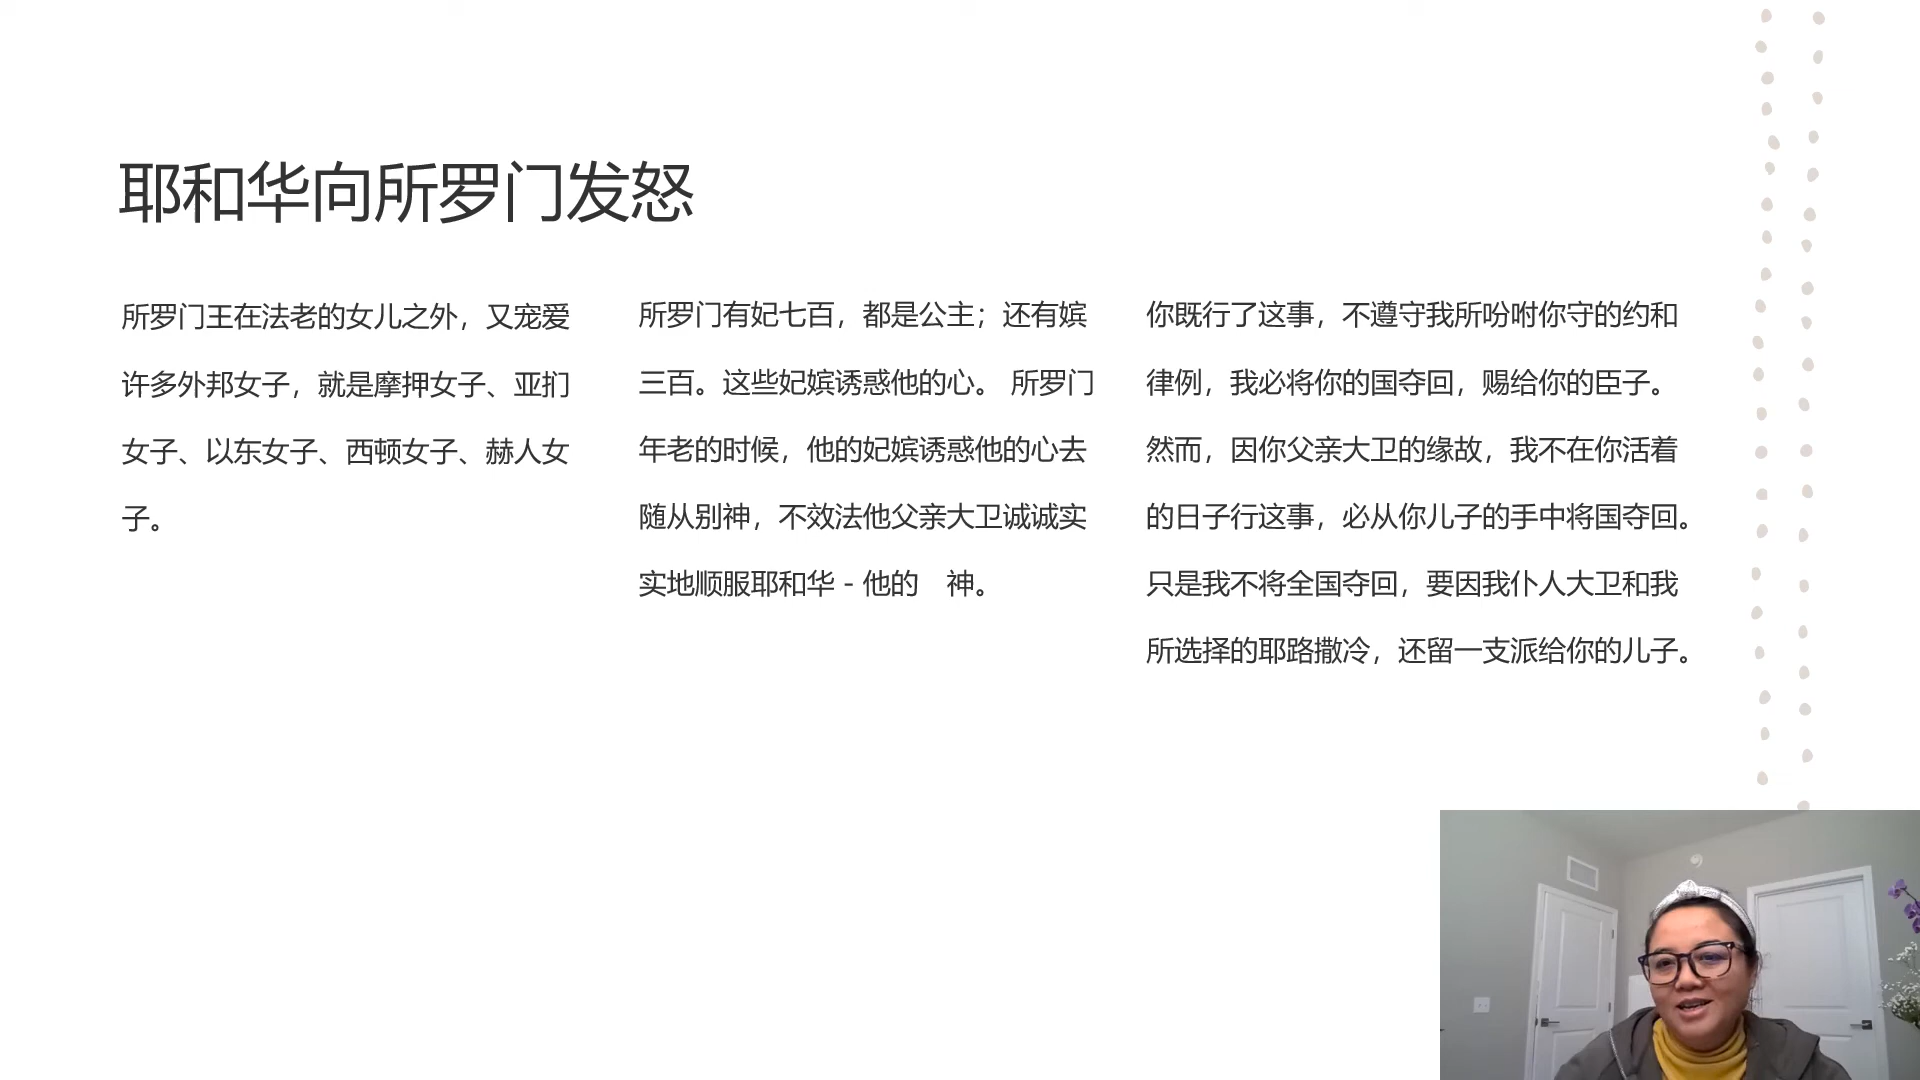 耶和华向所罗门发怒
所罗门王在法老的女儿之外，又宠爱
许多外邦女子，就是摩押女子、亚扪
女子、以东女子、西顿女子、赫人女
子。
所罗门有妃七百，都是公主；还有嫔
三百。这些妃嫔诱惑他的心。 所罗门
年老的时候，他的妃嫔诱惑他的心去
随从别神，不效法他父亲大卫诚诚实
实地顺服耶和华 - 他的　神。
你既行了这事，不遵守我所吩咐你守的约和
律例，我必将你的国夺回，赐给你的臣子。
然而，因你父亲大卫的缘故，我不在你活着
的日子行这事，必从你儿子的手中将国夺回。
只是我不将全国夺回，要因我仆人大卫和我
所选择的耶路撒冷，还留一支派给你的儿子。